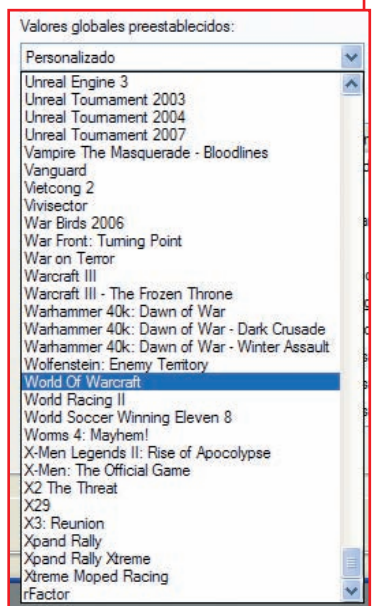 Valores globales preestablecidos:
Personalizado
Unreal Engine 3
Unreal Tournament 2003
Unreal Tournament 2004
Unreal Tournament 2007
Vampire The Masquerade - Bloodlines
Vanguard
Vietcong 2
Vivisector
War Birds 2006
War Front: Turning Point
War on Terror
Warcraft III
Warcraft III - The Frozen Throne
Warhammer 40k: Dawn of War
Warhammer 40k: Dawn of War - Dark Crusade
Warhammer 40k: Dawn of War - Winter Assault
Wolfenstein: Enemy Territory
World Of Warcraft
World Racing II
World Soccer Winning Eleven 8
Worms 4: Mayhem!
X-Men Legends II: Rise of Apocolypse
X-Men: The Official Game
X2 The Threat
X29
X3: Reunion
Xpand Rally
Xpand Rally Xtreme
Xtreme Moped Racing
rFactor